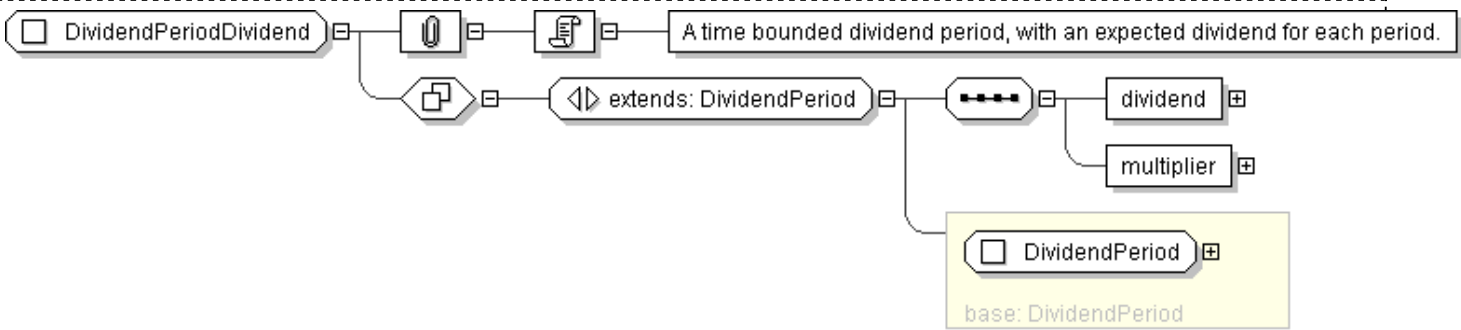 DividendPeriodDividend
A time bounded dividend period, with an expected dividend for each period.
extends: DividendPeriod
dividend
multiplier
DividendPeriod
base: DividendPeriod